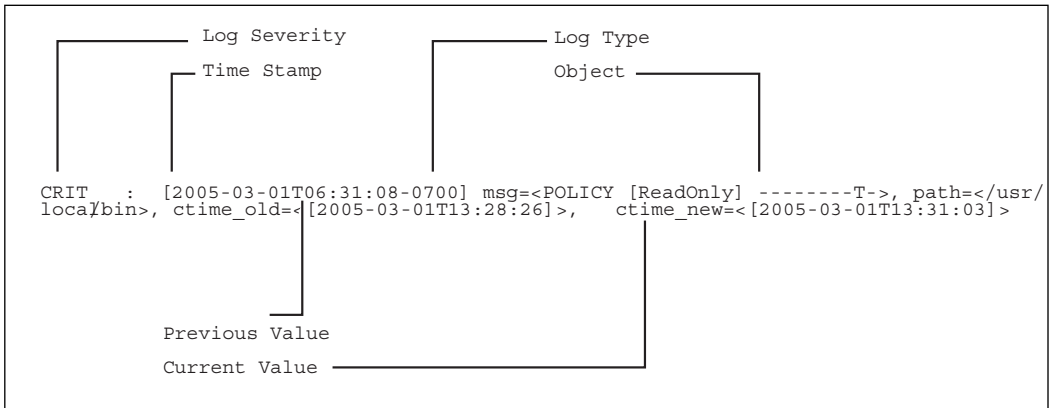 Log Severity
Log Type
Time Stamp
Object
CRIT : [2005-03-01T06:31:08-0700] msg=<POLICY [ReadOnly] --------T->, path=</usr/
local/bin>, ctime_old=<[2005-03-01T13:28:26]>, ctime_new=<[2005-03-01T13:31:03]>
Previous Value
Current Value